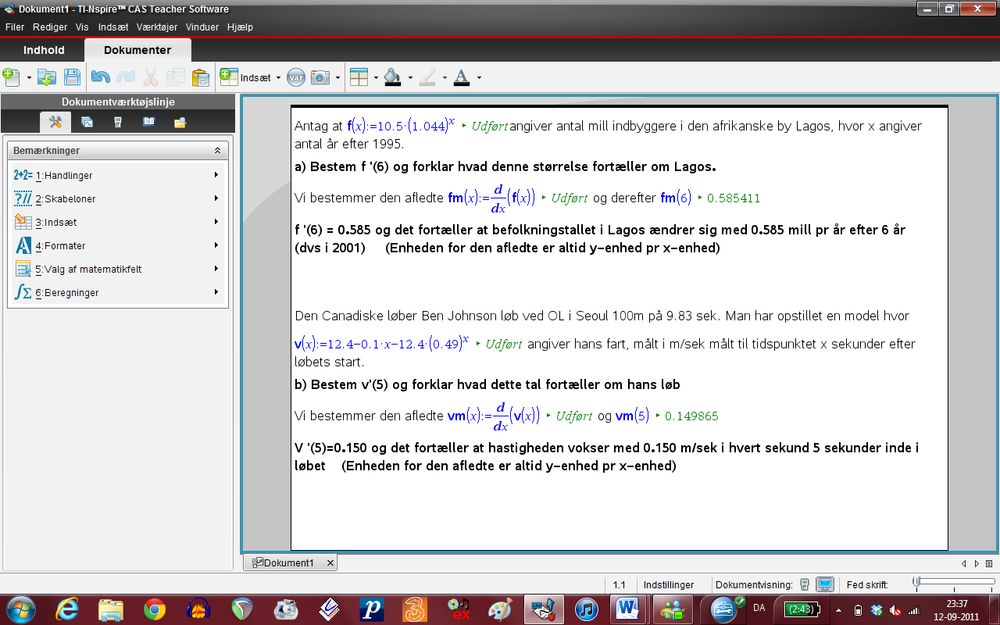 Dokument1 - TI-Nspire™ CAS Teacher Software
Filer Rediger Vis Indsæt Værktøjer Vinduer Hjælp
Indhold Dokumenter
Indsæt var A
Dokumentværktøjslinje
Bemærkninger
1:Handlinger
2:Skabeloner
3:Indsæt
4:Formater
5:Valg af matematikfelt
6:Beregninger
Antag at f(x):=10.5·(1.044)^x ▸ Udført angiver antal mill indbyggere i den afrikanske by Lagos, hvor x angiver
antal år efter 1995.
a) Bestem f '(6) og forklar hvad denne størrelse fortæller om Lagos.
Vi bestemmer den afledte fm(x):=d/dx(f(x)) ▸ Udført og derefter fm(6) ▸ 0.585411
f '(6) = 0.585 og det fortæller at befolkningstallet i Lagos ændrer sig med 0.585 mill pr år efter 6 år
(dvs i 2001) (Enheden for den afledte er altid y-enhed pr x-enhed)
Den Canadiske løber Ben Johnson løb ved OL i Seoul 100m på 9.83 sek. Man har opstillet en model hvor
v(x):=12.4-0.1·x-12.4·(0.49)^x ▸ Udført angiver hans fart, målt i m/sek målt til tidspunktet x sekunder efter
løbets start.
b) Bestem v'(5) og forklar hvad dette tal fortæller om hans løb
Vi bestemmer den afledte vm(x):=d/dx(v(x)) ▸ Udført og vm(5) ▸ 0.149865
V '(5)=0.150 og det fortæller at hastigheden vokser med 0.150 m/sek i hvert sekund 5 sekunder inde i
løbet (Enheden for den afledte er altid y-enhed pr x-enhed)
Dokument1
1.1 Indstillinger Dokumentvisning: Fed skrift:
DA (2:43) 23:37
12-09-2011